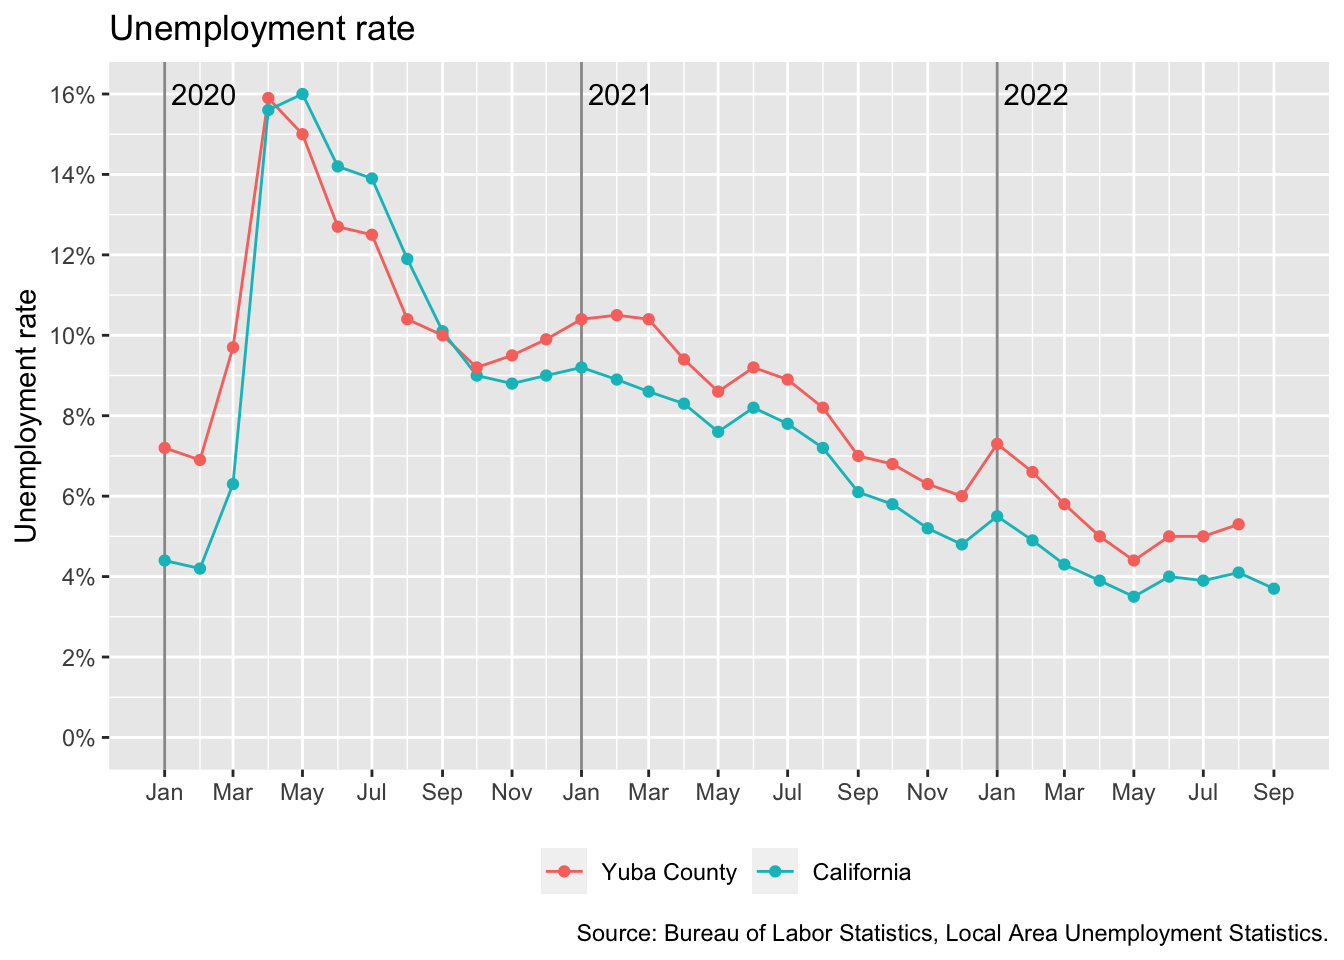 Unemployment rate
2020 2021 2022
16%
14%
12%
10%
8%
6%
4%
2%
0%
Unemployment rate
Jan Mar May Jul Sep Nov Jan Mar May Jul Sep Nov Jan Mar May Jul Sep
Yuba County California
Source: Bureau of Labor Statistics, Local Area Unemployment Statistics.